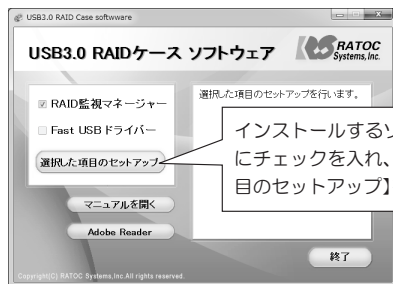 USB3.0 RAID Case softwware
USB3.0 RAIDケース ソフトウェア
RATOC
Systems, Inc.
RAID監視マネージャー
Fast USBドライバー
選択した項目のセットアップ
選択した項目のセットアップを行います。
インストールする
にチェックを入れ、
目のセットアップ】
マニュアルを開く
Adobe Reader
終了
Copyright(C) RATOC Systems,Inc.All rights reserved.